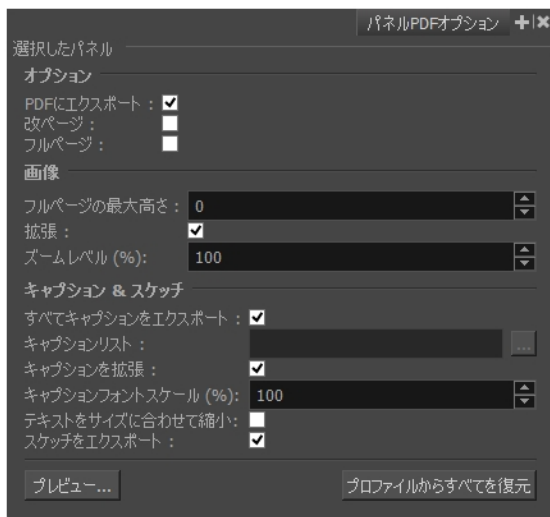 パネルPDFオプション
選択したパネル
オプション
PDFにエクスポート：
改ページ：
フルページ：
画像
フルページの最大高さ： 0
拡張：
ズームレベル (%): 100
キャプション & スケッチ
すべてキャプションをエクスポート：
キャプションリスト： ...
キャプションを拡張：
キャプションフォントスケール (%): 100
テキストをサイズに合わせて縮小:
スケッチをエクスポート：
プレビュー... プロファイルからすべてを復元